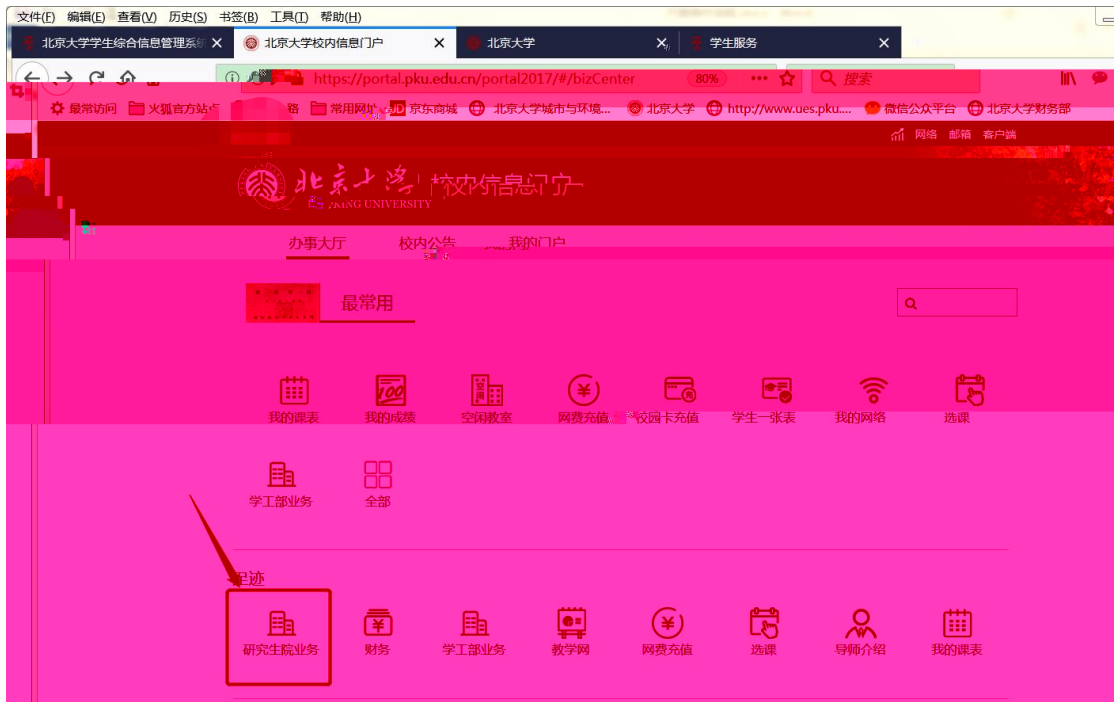 文件(F) 编辑(E) 查看(V) 历史(S) 书签(B) 工具(T) 帮助(H)
北京大学学生综合信息管理系统 北京大学校内信息门户 北京大学 学生服务
https://portal.pku.edu.cn/portal2017/#/bizCenter 80% 搜索
最常访问 火狐官方站点 常用网址 JD 京东商城 北京大学城市与环境... 北京大学 http://www.ues.pku.... 微信公众平台 北京大学财务部
网络 邮箱 客户端
北京大学 校内信息门户
PEKING UNIVERSITY
办事大厅 校内公告 我的门户
最常用
我的课表 我的成绩 空闲教室 网费充值 校园卡充值 学生一张表 我的网络 选课
学工部业务 全部
足迹
研究生院业务 财务 学工部业务 教学网 网费充值 选课 导师介绍 我的课表